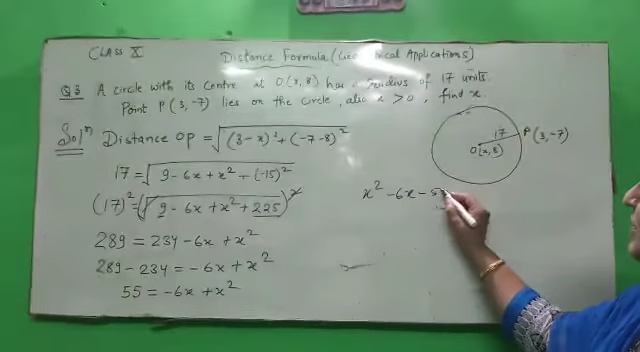 CLASS X
Distance Formula (Geometrical Applications)
Q3 A circle with its centre at O(x,8) has a radius of 17 units.
Point P(3,-7) lies on the circle, also x > 0, find x.
Solⁿ Distance OP = √((3-x)² + (-7-8)²)
17 = √(9-6x+x²+(-15)²)
(17)² = (√(9-6x+x²+225))²
289 = 234-6x+x²
289-234 = -6x+x²
55 = -6x+x²
x²-6x-55
17
O(x,8)
P(3,-7)